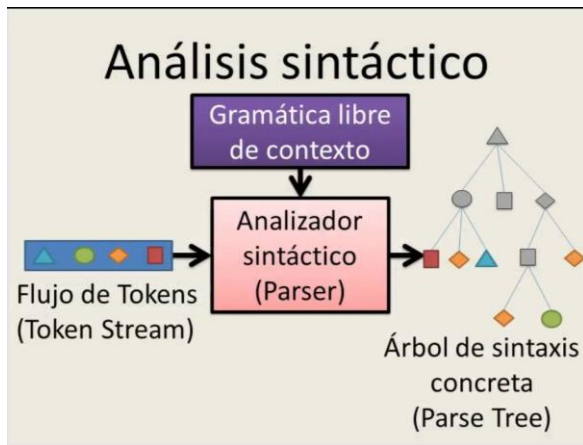 Análisis sintáctico
Gramática libre
de contexto
Analizador
sintáctico
(Parser)
Flujo de Tokens
(Token Stream)
Árbol de sintaxis
concreta
(Parse Tree)